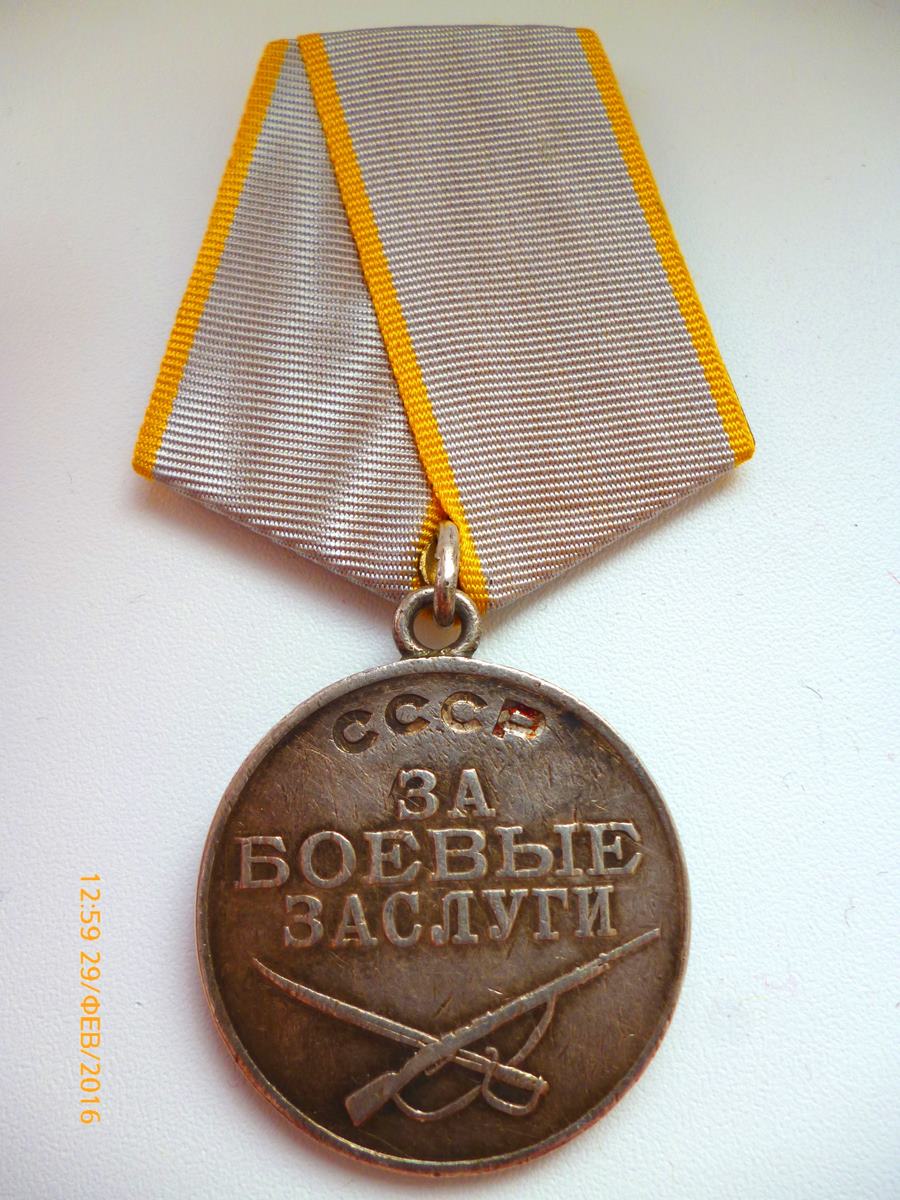 СССР
ЗА
БОЕВЫЕ
ЗАСЛУГИ
12:59 29/ФЕВ/2016